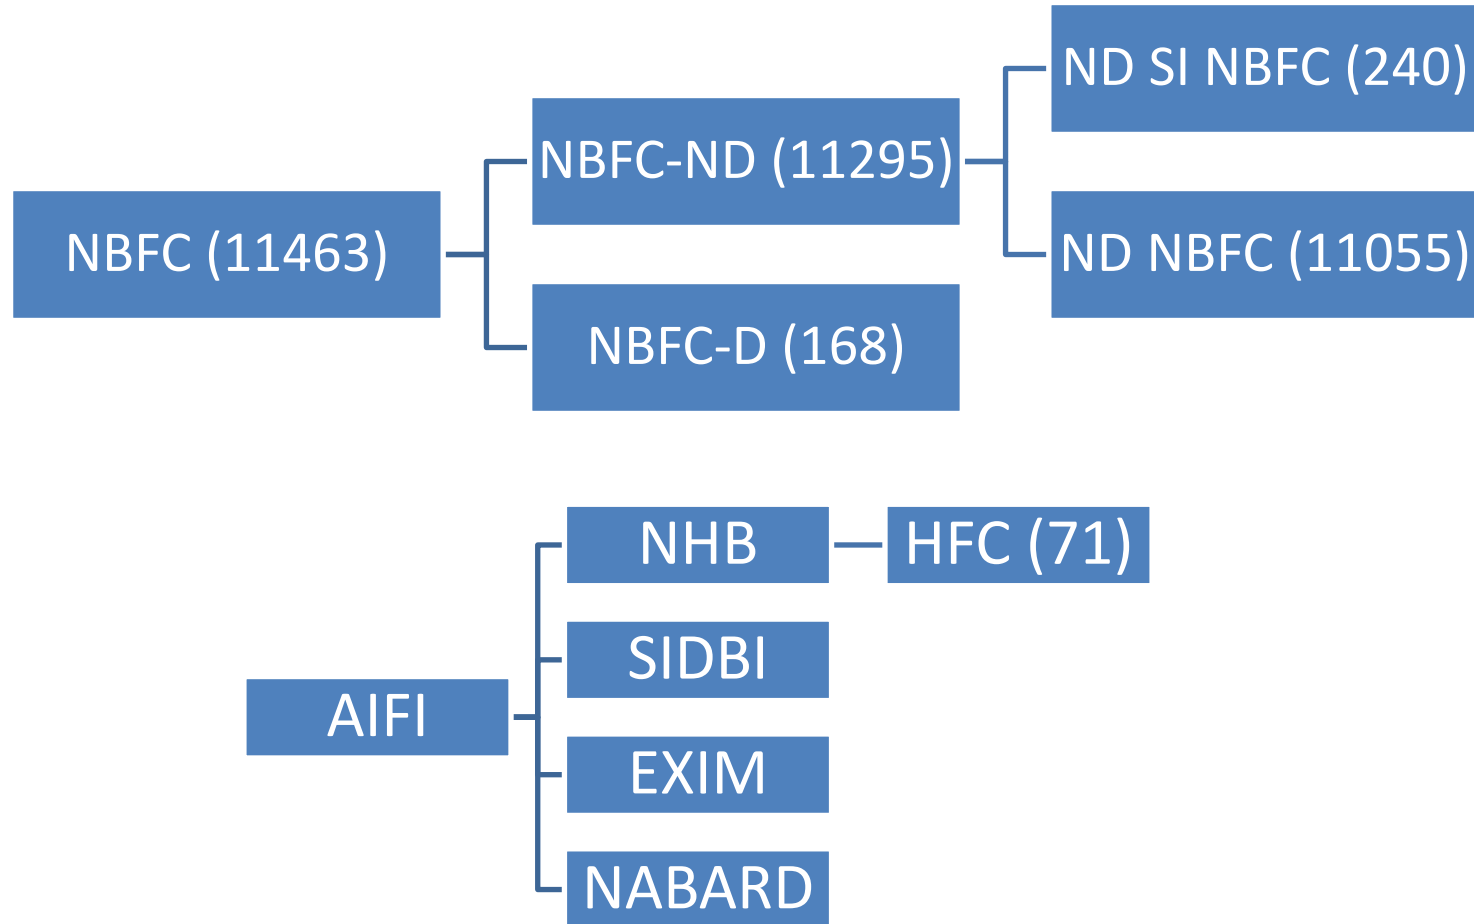 NBFC (11463)
NBFC-ND (11295)
ND SI NBFC (240)
ND NBFC (11055)
NBFC-D (168)
AIFI
NHB
HFC (71)
SIDBI
EXIM
NABARD